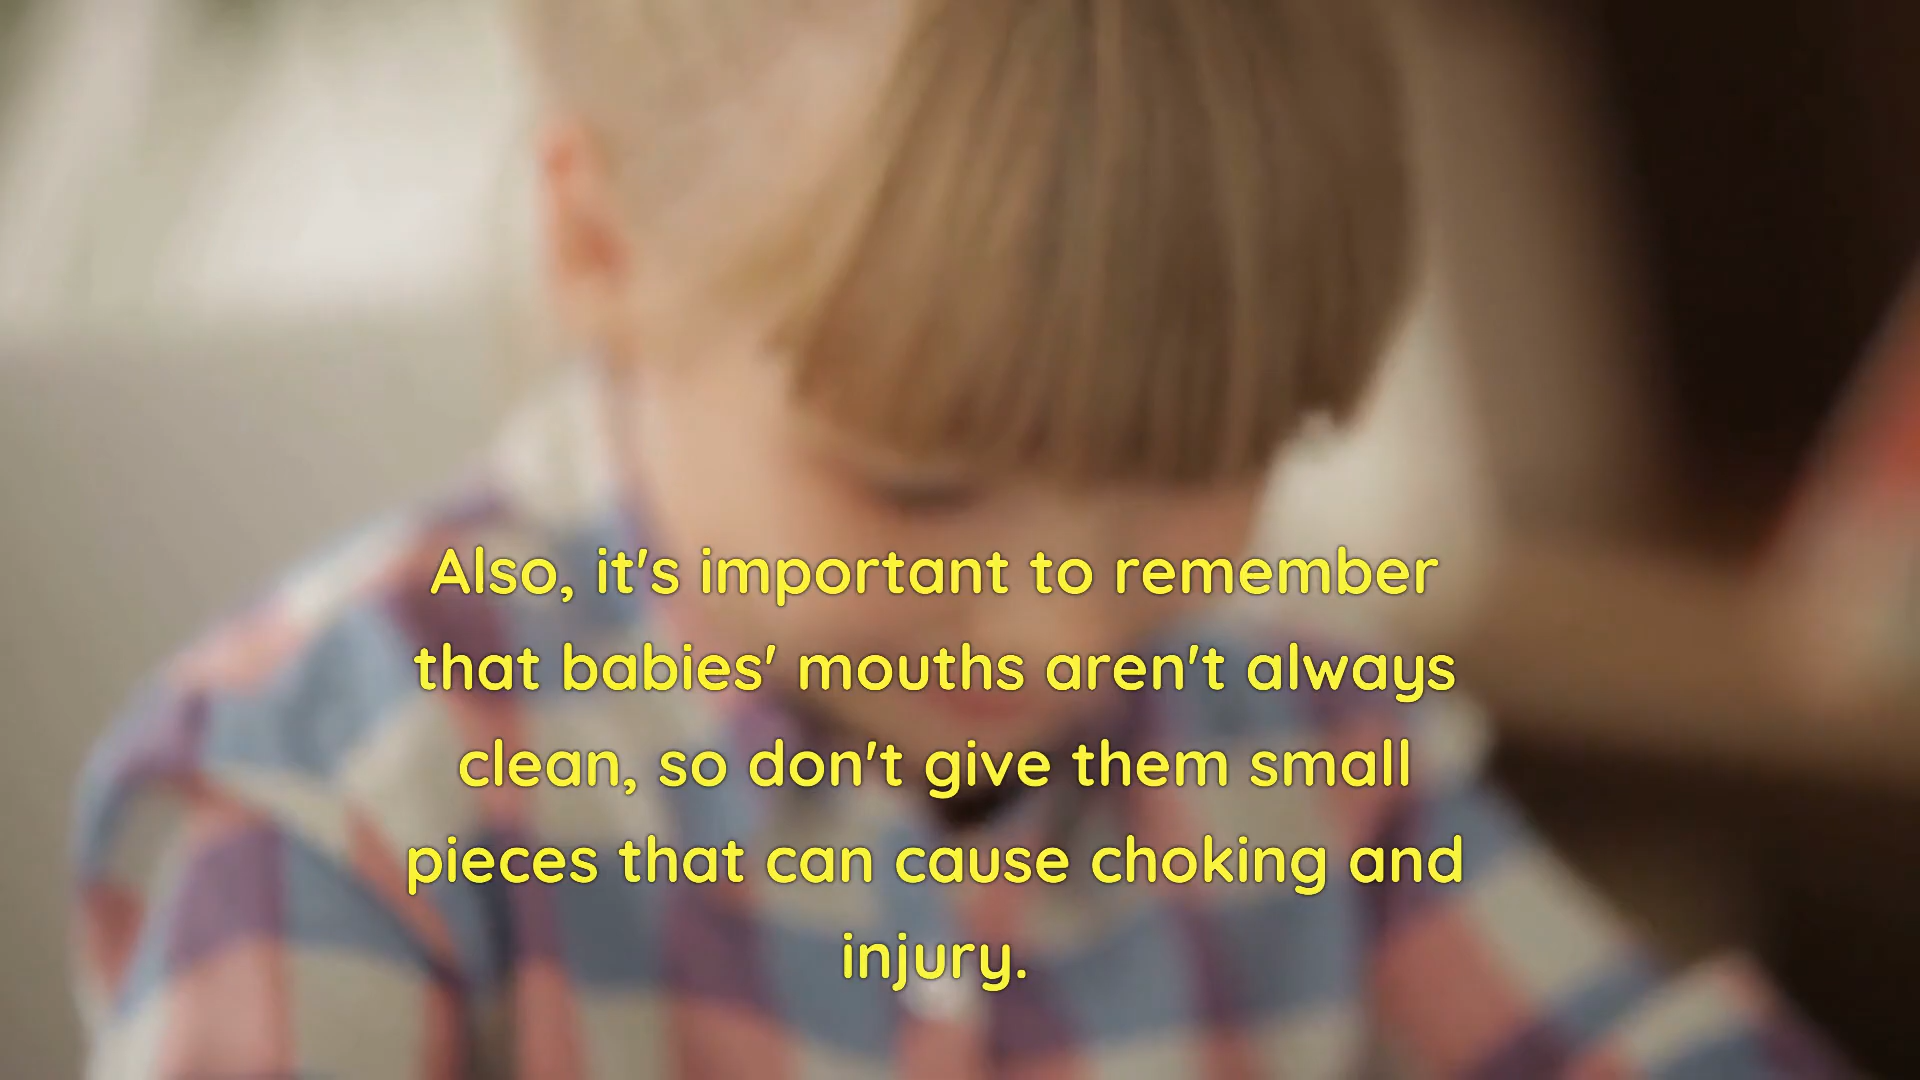 Also, it's important to remember
that babies' mouths aren't always
clean, so don't give them small
pieces that can cause choking and
injury.